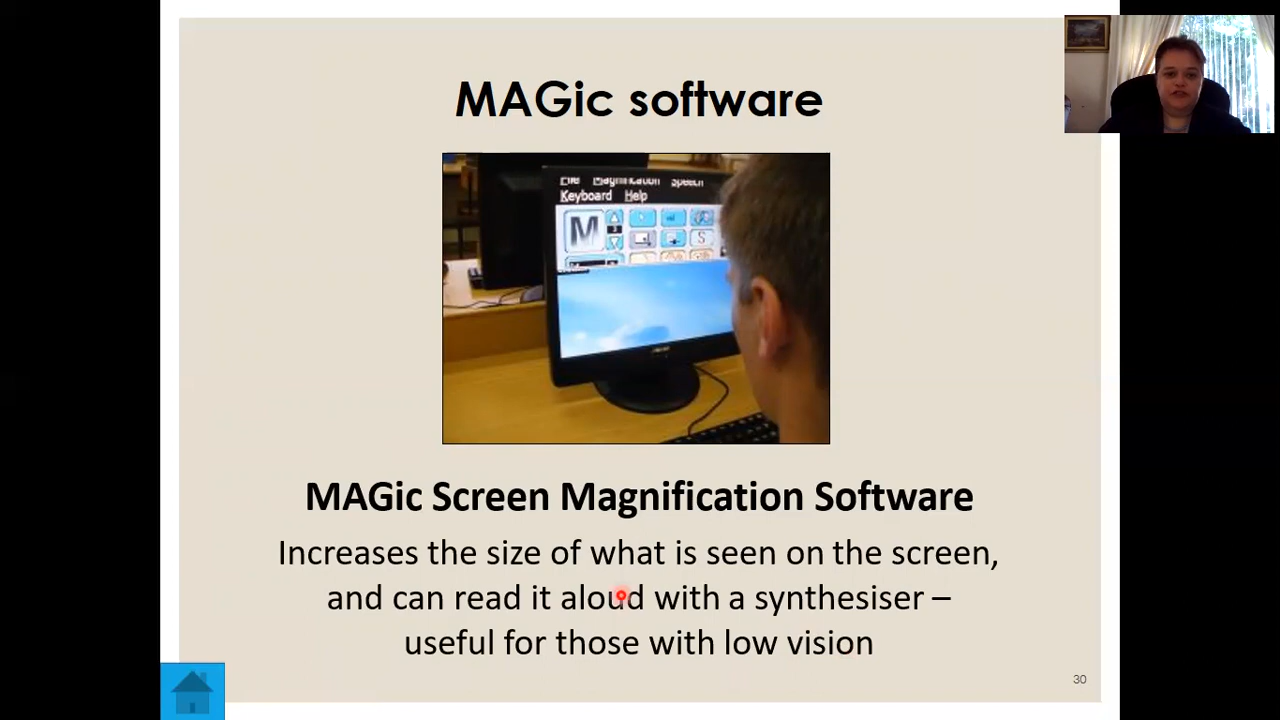 MAGic software
File Magnification Speech
Keyboard Help
M
S
MAGic Screen Magnification Software
Increases the size of what is seen on the screen,
and can read it aloud with a synthesiser –
useful for those with low vision
30